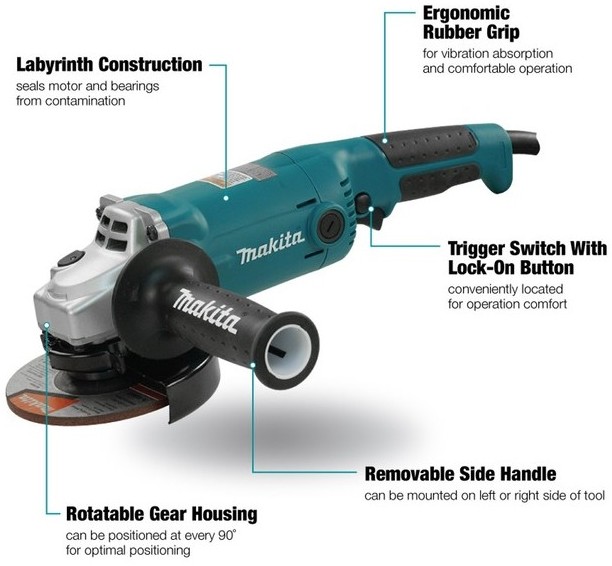 Ergonomic
Rubber Grip
for vibration absorption
and comfortable operation
Labyrinth Construction
seals motor and bearings
from contamination
makita
makita
Trigger Switch With
Lock-On Button
conveniently located
for operation comfort
Removable Side Handle
can be mounted on left or right side of tool
Rotatable Gear Housing
can be positioned at every 90°
for optimal positioning